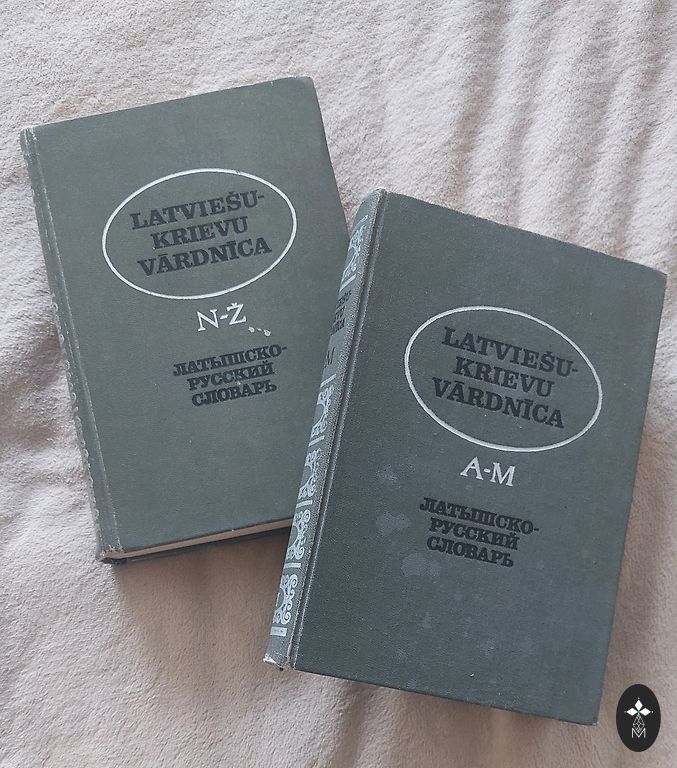 LATVIEŠU-
KRIEVU
VĀRDNĪCA
N-Ž
ЛАТЫШСКО-
РУССКИЙ
СЛОВАРЬ
LATVIEŠU-
KRIEVU
VĀRDNĪCA
A-M
ЛАТЫШСКО-
РУССКИЙ
СЛОВАРЬ
M